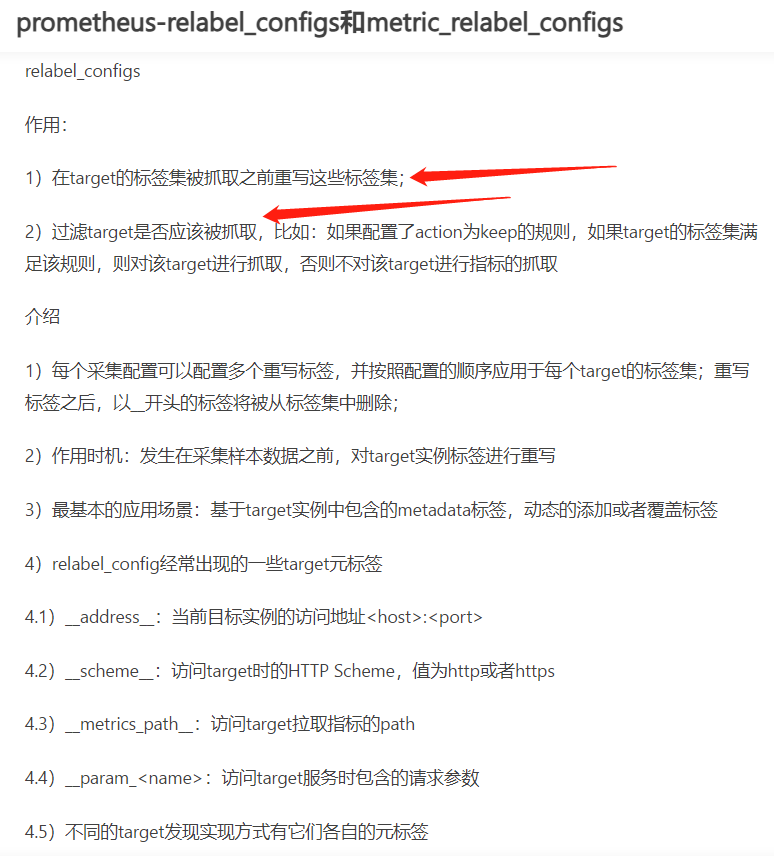 prometheus-relabel_configs和metric_relabel_configs
relabel_configs
作用：
1）在target的标签集被抓取之前重写这些标签集；
2）过滤target是否应该被抓取，比如：如果配置了action为keep的规则，如果target的标签集满
足该规则，则对该target进行抓取，否则不对该target进行指标的抓取
介绍
1）每个采集配置可以配置多个重写标签，并按照配置的顺序应用于每个target的标签集；重写
标签之后，以__开头的标签将被从标签集中删除；
2）作用时机：发生在采集样本数据之前，对target实例标签进行重写
3）最基本的应用场景：基于target实例中包含的metadata标签，动态的添加或者覆盖标签
4）relabel_config经常出现的一些target元标签
4.1）__address__：当前目标实例的访问地址<host>:<port>
4.2）__scheme__：访问target时的HTTP Scheme，值为http或者https
4.3）__metrics_path__：访问target拉取指标的path
4.4）__param_<name>：访问target服务时包含的请求参数
4.5）不同的target发现实现方式有它们各自的元标签